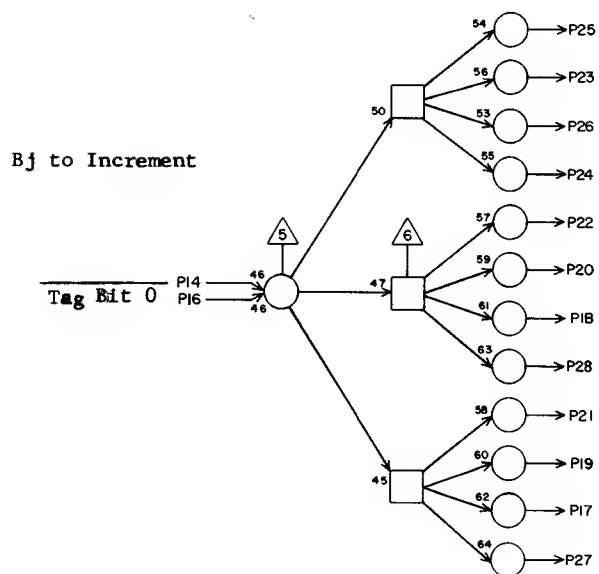 54 P25
56 P23
50 53 P26
55 P24
Bj to Increment
57 P22
5 6
59 P20
P14 46 47
61 P18
Tag Bit 0 P16 46
63 P28
58 P21
60 P19
45 62 P17
64 P27